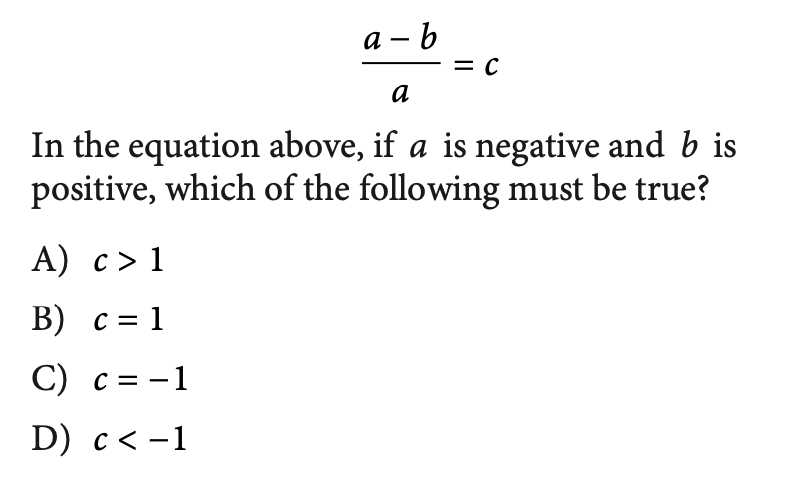 a − b
a
= c
In the equation above, if a is negative and b is
positive, which of the following must be true?
A) c > 1
B) c = 1
C) c = −1
D) c < −1